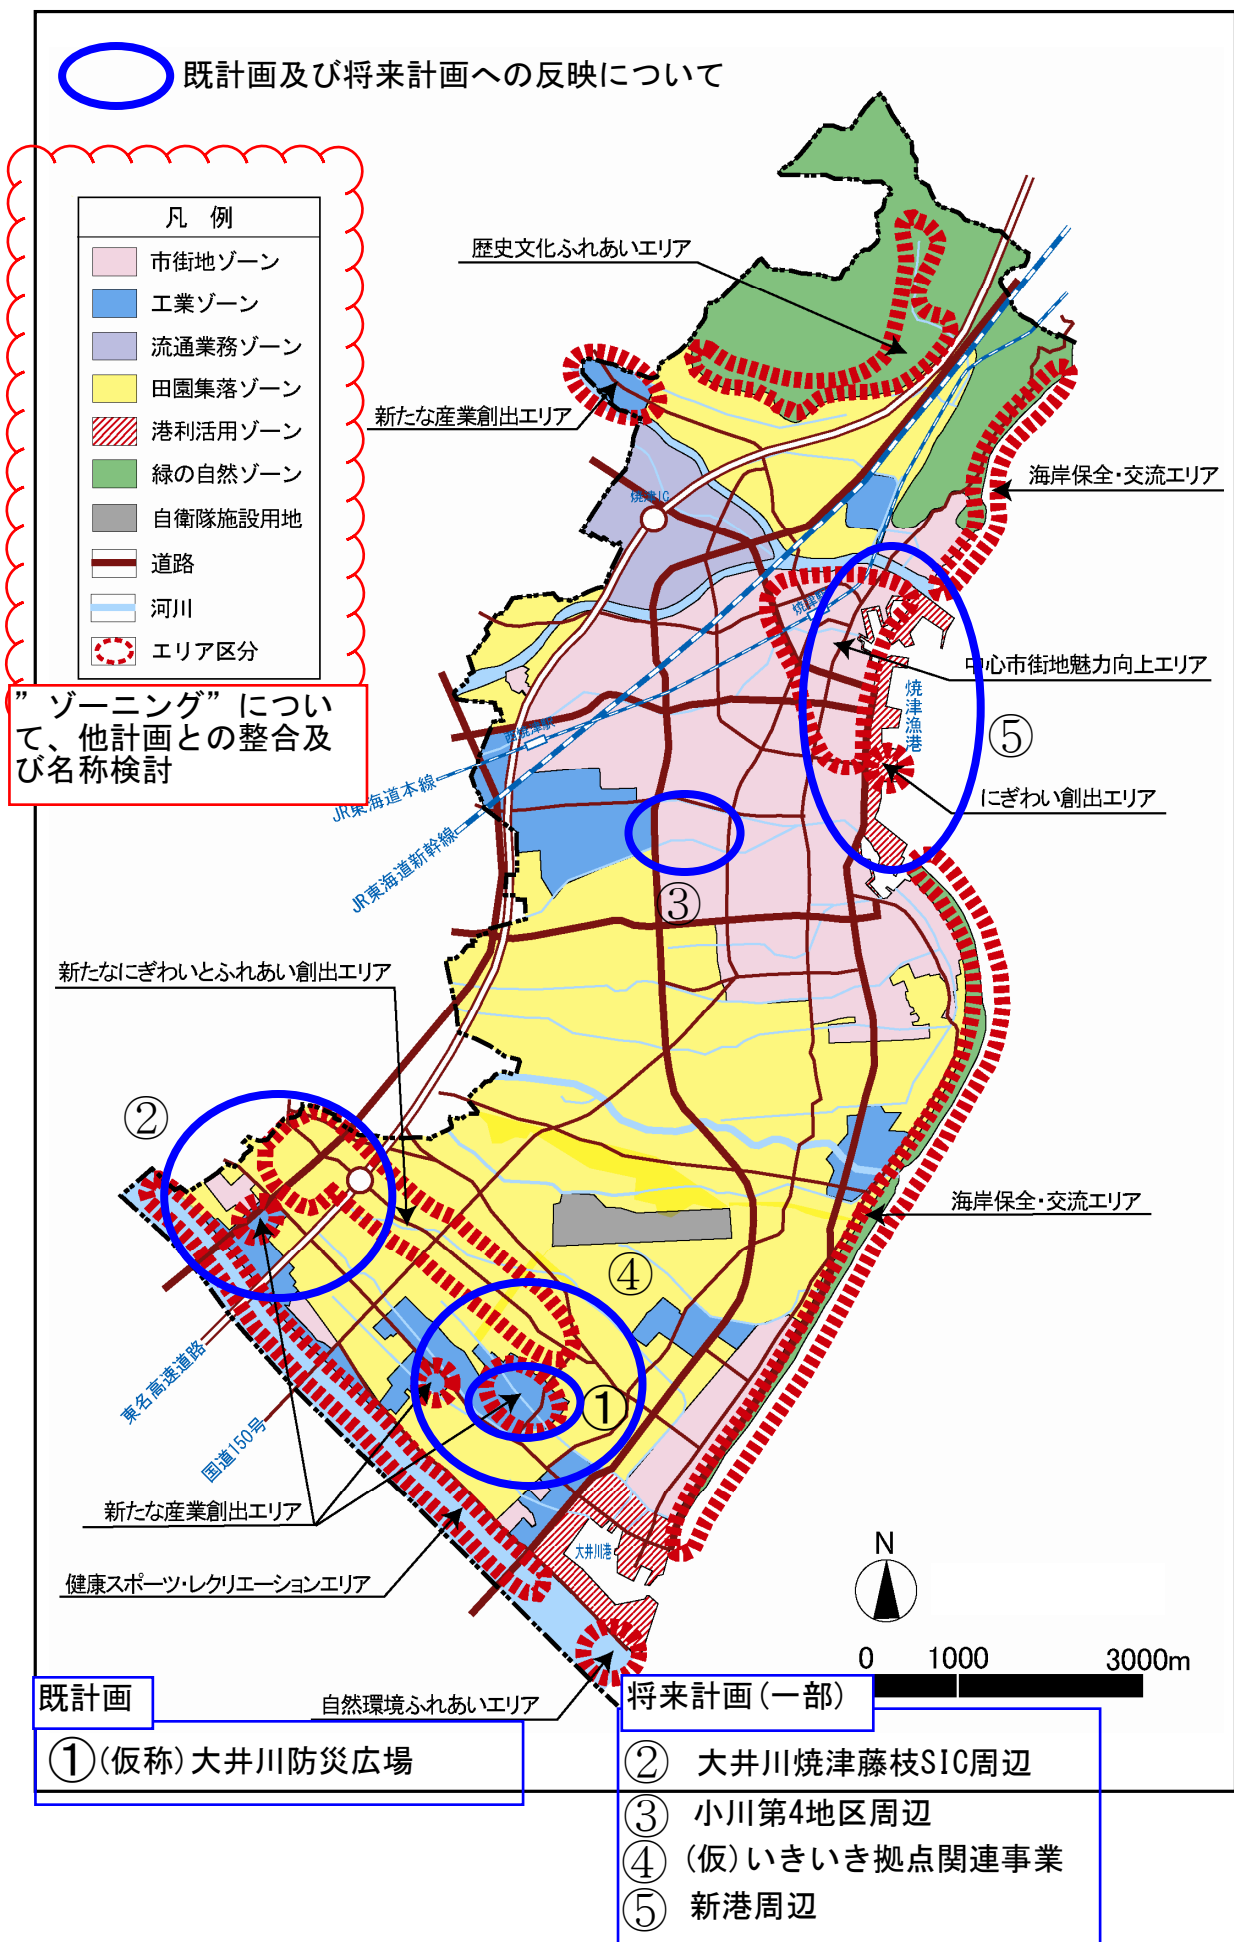 既計画及び将来計画への反映について
凡 例
市街地ゾーン
工業ゾーン
流通業務ゾーン
田園集落ゾーン
港利活用ゾーン
緑の自然ゾーン
自衛隊施設用地
道路
河川
エリア区分
”ゾーニング”につい
て、他計画との整合及
び名称検討
歴史文化ふれあいエリア
新たな産業創出エリア
海岸保全・交流エリア
焼津IC
焼津駅
中心市街地魅力向上エリア
焼津漁港
⑤
西焼津駅
にぎわい創出エリア
JR東海道本線
JR東海道新幹線
③
新たにぎわいとふれあい創出エリア
②
海岸保全・交流エリア
④
①
東名高速道路
国道150号
新たな産業創出エリア
大井川港
健康スポーツ・レクリエーションエリア
自然環境ふれあいエリア
N
0 1000 3000m
既計画
①(仮称)大井川防災広場
将来計画(一部)
② 大井川焼津藤枝SIC周辺
③ 小川第4地区周辺
④ (仮)いきいき拠点関連事業
⑤ 新港周辺